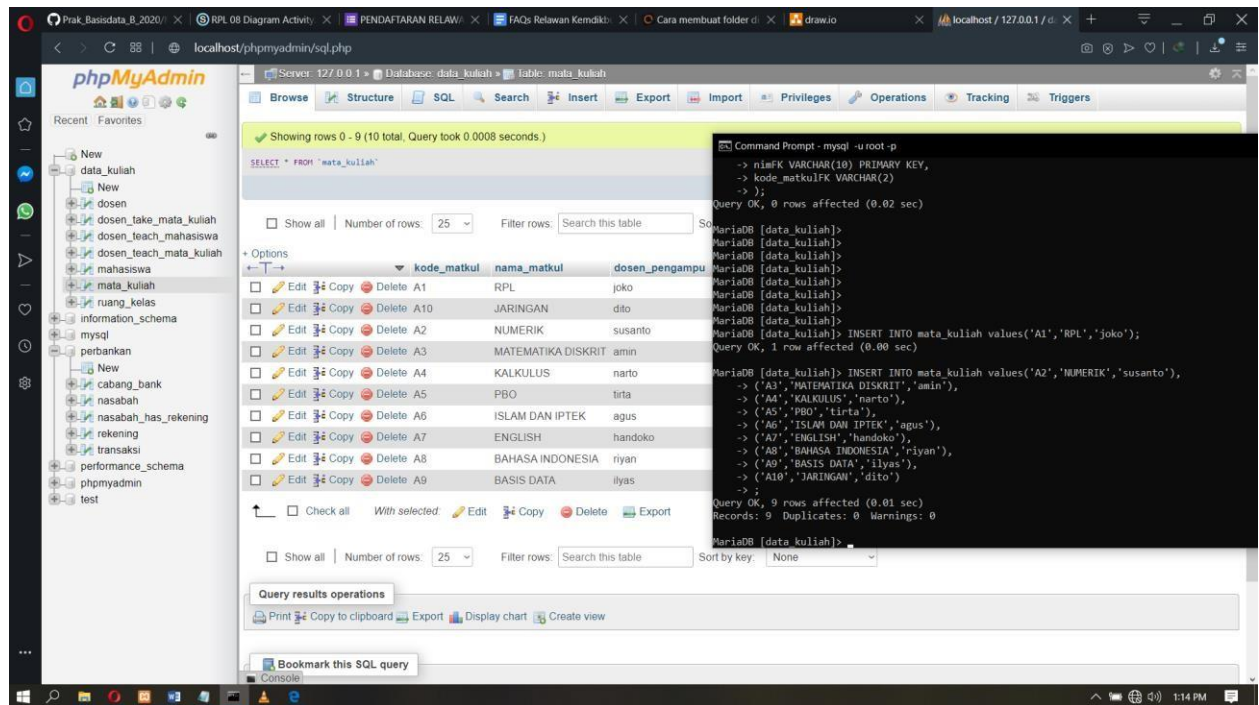 Prak_Basisdata_B_2020/
RPL 08 Diagram Activity
PENDAFTARAN RELAWA
FAQs Relawan Kemdikb
Cara membuat folder di
draw.io
localhost / 127.0.0.1 / d
localhost/phpmyadmin/sql.php
phpMyAdmin
Recent Favorites
New
data_kuliah
New
dosen
dosen_take_mata_kuliah
dosen_teach_mahasiswa
dosen_teach_mata_kuliah
mahasiswa
mata_kuliah
ruang_kelas
information_schema
mysql
perbankan
New
cabang_bank
nasabah
nasabah_has_rekening
rekening
transaksi
performance_schema
phpmyadmin
test
Server: 127.0.0.1 » Database: data_kuliah » Table: mata_kuliah
Browse Structure SQL Search Insert Export Import Privileges Operations Tracking Triggers
Showing rows 0 - 9 (10 total, Query took 0.0008 seconds.)
SELECT * FROM `mata_kuliah`
Show all | Number of rows: 25 Filter rows: Search this table So
+ Options
kode_matkul nama_matkul dosen_pengampu
Edit Copy Delete A1 RPL joko
Edit Copy Delete A10 JARINGAN dito
Edit Copy Delete A2 NUMERIK susanto
Edit Copy Delete A3 MATEMATIKA DISKRIT amin
Edit Copy Delete A4 KALKULUS narto
Edit Copy Delete A5 PBO tirta
Edit Copy Delete A6 ISLAM DAN IPTEK agus
Edit Copy Delete A7 ENGLISH handoko
Edit Copy Delete A8 BAHASA INDONESIA riyan
Edit Copy Delete A9 BASIS DATA ilyas
Check all With selected: Edit Copy Delete Export
Show all | Number of rows: 25 Filter rows: Search this table Sort by key: None
Query results operations
Print Copy to clipboard Export Display chart Create view
Bookmark this SQL query
Console
Command Prompt - mysql -u root -p
-> nimFK VARCHAR(10) PRIMARY KEY,
-> kode_matkulFK VARCHAR(2)
-> );
Query OK, 0 rows affected (0.02 sec)
MariaDB [data_kuliah]>
MariaDB [data_kuliah]>
MariaDB [data_kuliah]>
MariaDB [data_kuliah]>
MariaDB [data_kuliah]>
MariaDB [data_kuliah]>
MariaDB [data_kuliah]>
MariaDB [data_kuliah]>
MariaDB [data_kuliah]> INSERT INTO mata_kuliah values('A1','RPL','joko');
Query OK, 1 row affected (0.00 sec)
MariaDB [data_kuliah]> INSERT INTO mata_kuliah values('A2','NUMERIK','susanto'),
-> ('A3','MATEMATIKA DISKRIT','amin'),
-> ('A4','KALKULUS','narto'),
-> ('A5','PBO','tirta'),
-> ('A6','ISLAM DAN IPTEK','agus'),
-> ('A7','ENGLISH','handoko'),
-> ('A8','BAHASA INDONESIA','riyan'),
-> ('A9','BASIS DATA','ilyas'),
-> ('A10','JARINGAN','dito')
-> ;
Query OK, 9 rows affected (0.01 sec)
Records: 9 Duplicates: 0 Warnings: 0
MariaDB [data_kuliah]> _
1:14 PM